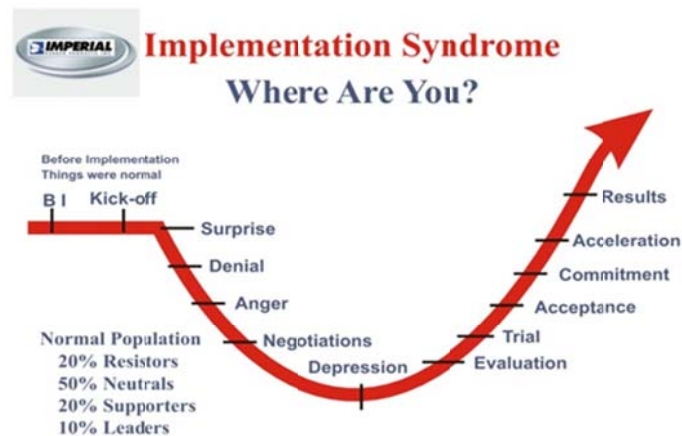 IMPERIAL
Implementation Syndrome
Where Are You?
Before Implementation
Things were normal
B I
Kick-off
Surprise
Denial
Anger
Negotiations
Depression
Evaluation
Trial
Acceptance
Commitment
Acceleration
Results
Normal Population
20% Resistors
50% Neutrals
20% Supporters
10% Leaders